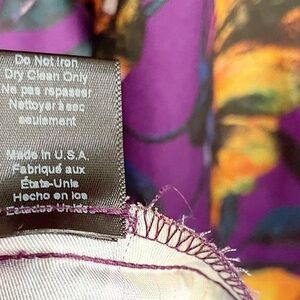 Do Not Iron
Dry Clean Only
Ne pas repasser
Nettoyer à sec
seulement
Made in U.S.A.
Fabriqué aux
États-Unis
Hecho en los
Estados Unidos